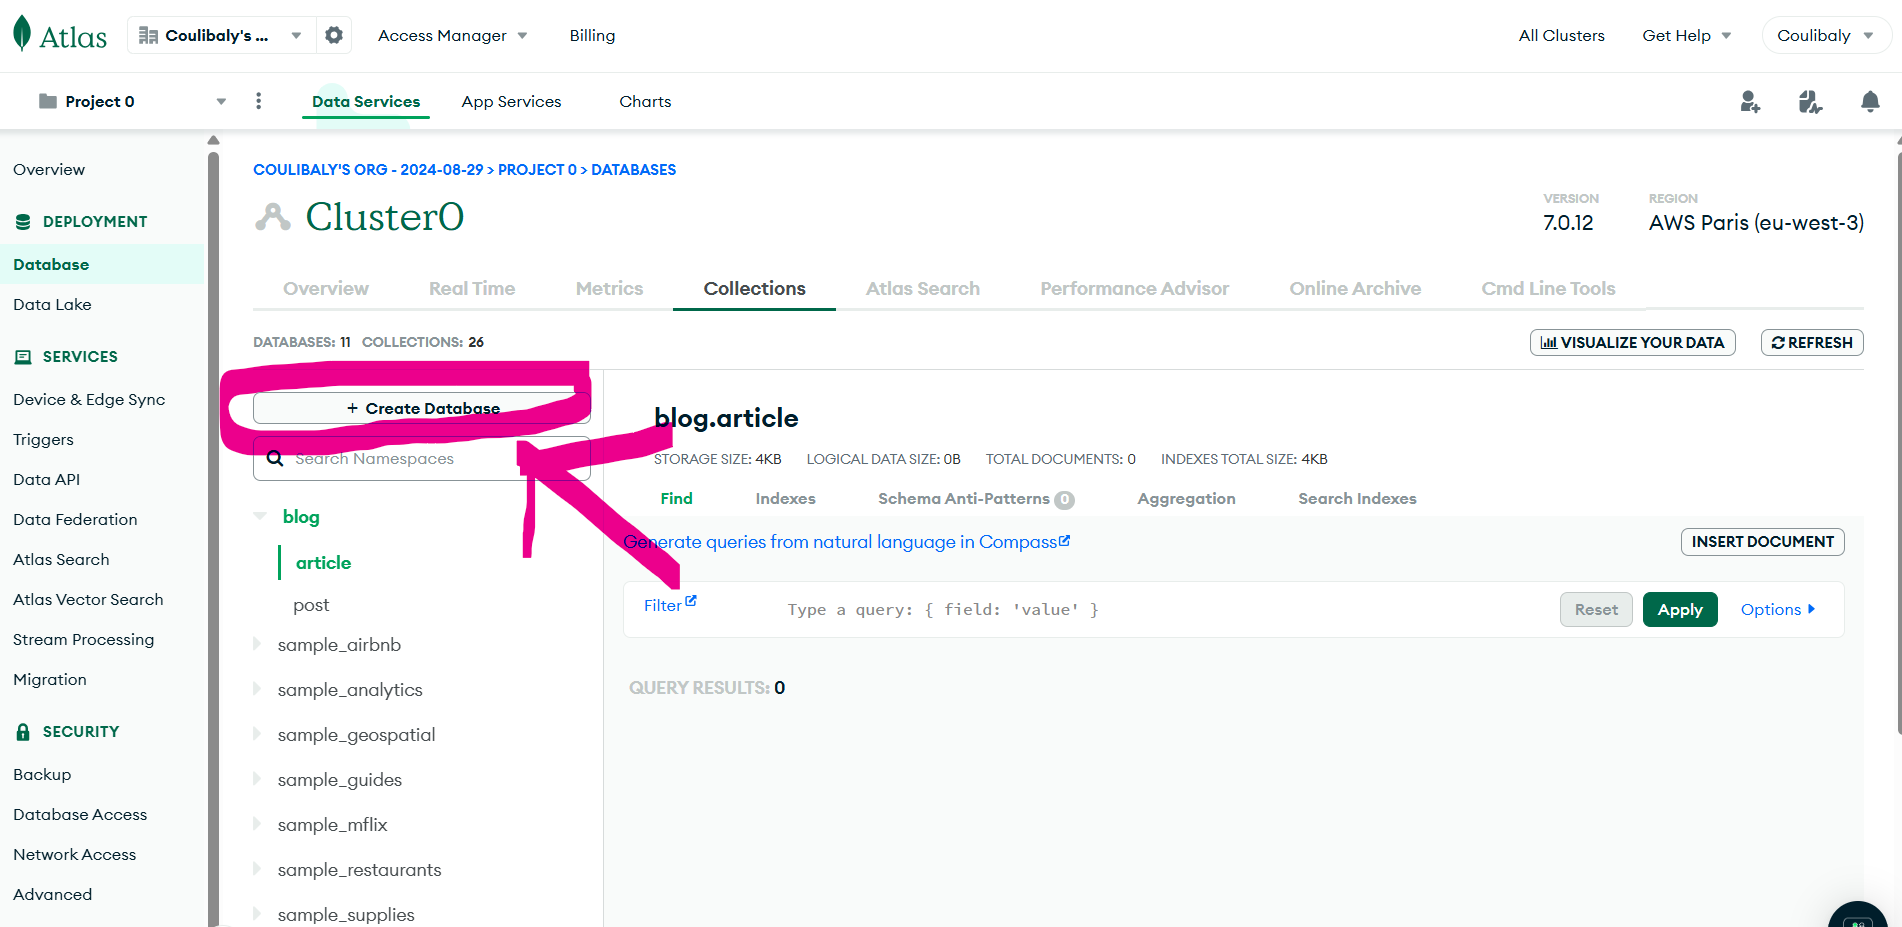 Atlas
Coulibaly's ...
Access Manager
Billing
All Clusters
Get Help
Coulibaly
Project 0
Data Services
App Services
Charts
Overview
DEPLOYMENT
Database
Data Lake
SERVICES
Device & Edge Sync
Triggers
Data API
Data Federation
Atlas Search
Atlas Vector Search
Stream Processing
Migration
SECURITY
Backup
Database Access
Network Access
Advanced
COULIBALY'S ORG - 2024-08-29 > PROJECT 0 > DATABASES
Cluster0
VERSION
7.0.12
REGION
AWS Paris (eu-west-3)
Overview
Real Time
Metrics
Collections
Atlas Search
Performance Advisor
Online Archive
Cmd Line Tools
DATABASES: 11 COLLECTIONS: 26
VISUALIZE YOUR DATA
REFRESH
+ Create Database
Search Namespaces
blog
article
post
sample_airbnb
sample_analytics
sample_geospatial
sample_guides
sample_mflix
sample_restaurants
sample_supplies
blog.article
STORAGE SIZE: 4KB LOGICAL DATA SIZE: 0B TOTAL DOCUMENTS: 0 INDEXES TOTAL SIZE: 4KB
Find
Indexes
Schema Anti-Patterns 0
Aggregation
Search Indexes
Generate queries from natural language in Compass
INSERT DOCUMENT
Filter
Type a query: { field: 'value' }
Reset
Apply
Options
QUERY RESULTS: 0